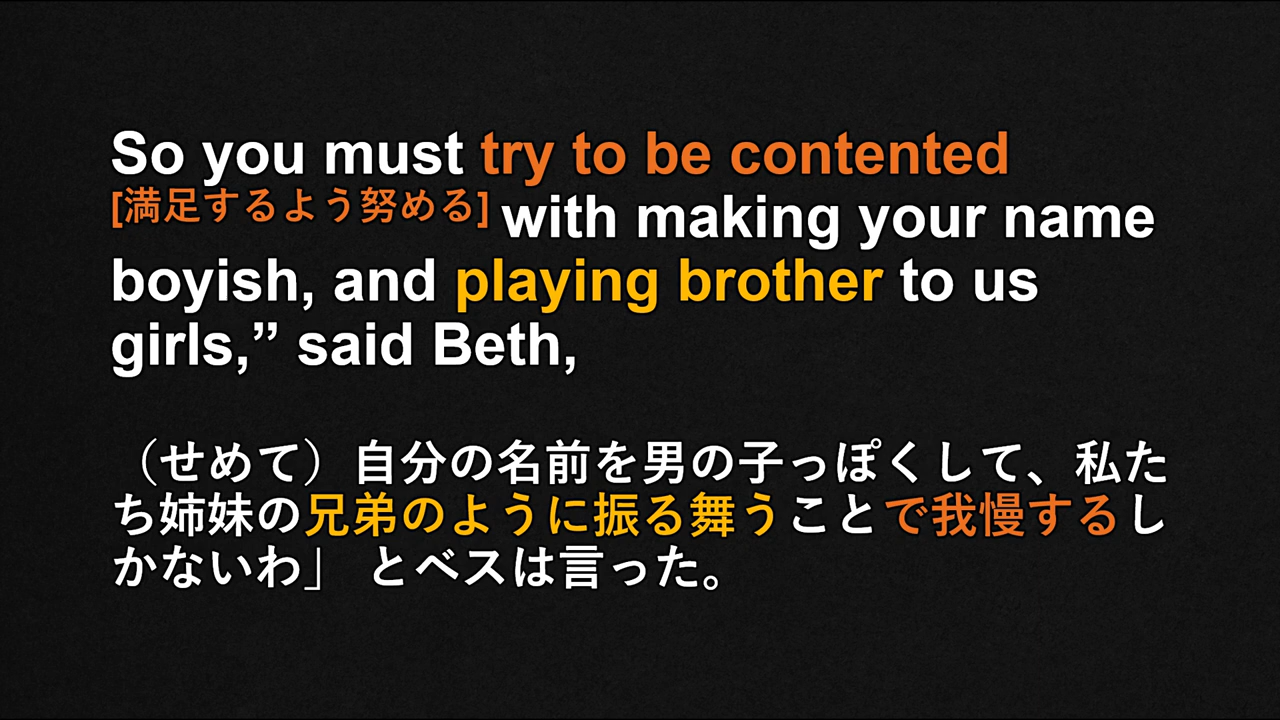 So you must try to be contented
[満足するよう努める] with making your name
boyish, and playing brother to us
girls,” said Beth,
（せめて）自分の名前を男の子っぽくして、私た
ち姉妹の兄弟のように振る舞うことで我慢するし
かないわ」 とベスは言った。